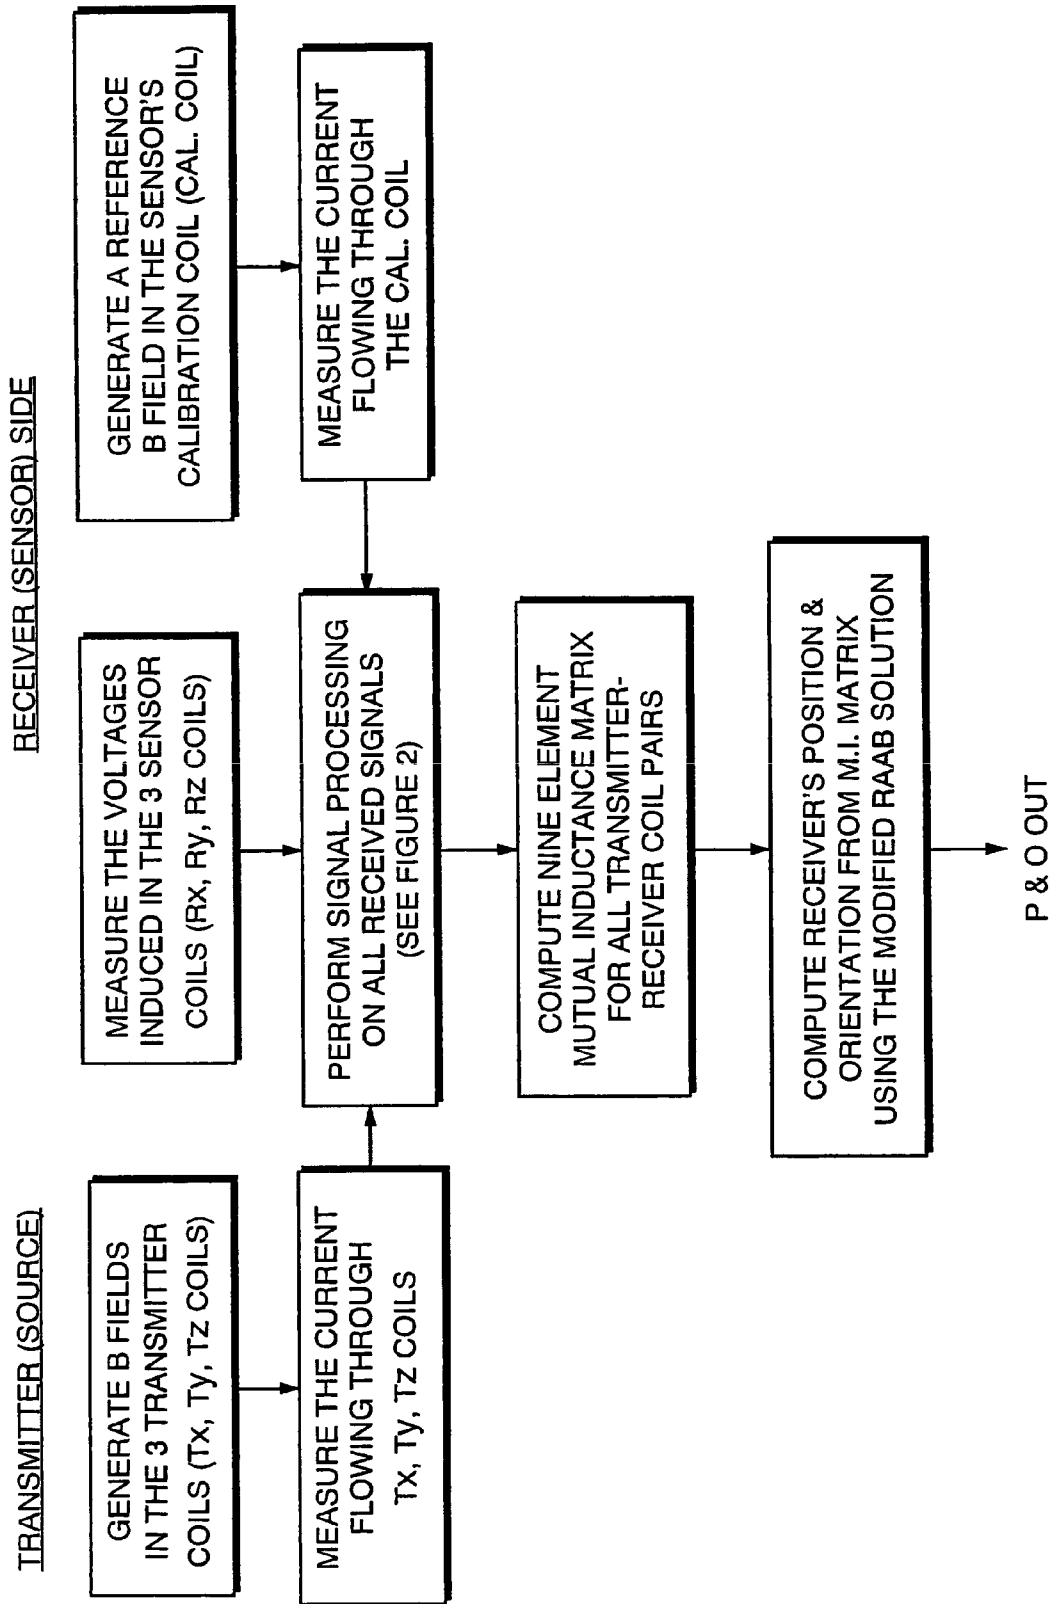 TRANSMITTER (SOURCE)
RECEIVER (SENSOR) SIDE
GENERATE B FIELDS
IN THE 3 TRANSMITTER
COILS (Tx, Ty, Tz COILS)
MEASURE THE VOLTAGES
INDUCED IN THE 3 SENSOR
COILS (Rx, Ry, Rz COILS)
GENERATE A REFERENCE
B FIELD IN THE SENSOR'S
CALIBRATION COIL (CAL. COIL)
MEASURE THE CURRENT
FLOWING THROUGH
Tx, Ty, Tz COILS
PERFORM SIGNAL PROCESSING
ON ALL RECEIVED SIGNALS
(SEE FIGURE 2)
MEASURE THE CURRENT
FLOWING THROUGH
THE CAL. COIL
COMPUTE NINE ELEMENT
MUTUAL INDUCTANCE MATRIX
FOR ALL TRANSMITTER-
RECEIVER COIL PAIRS
COMPUTE RECEIVER'S POSITION &
ORIENTATION FROM M.I. MATRIX
USING THE MODIFIED RAAB SOLUTION
P & O OUT